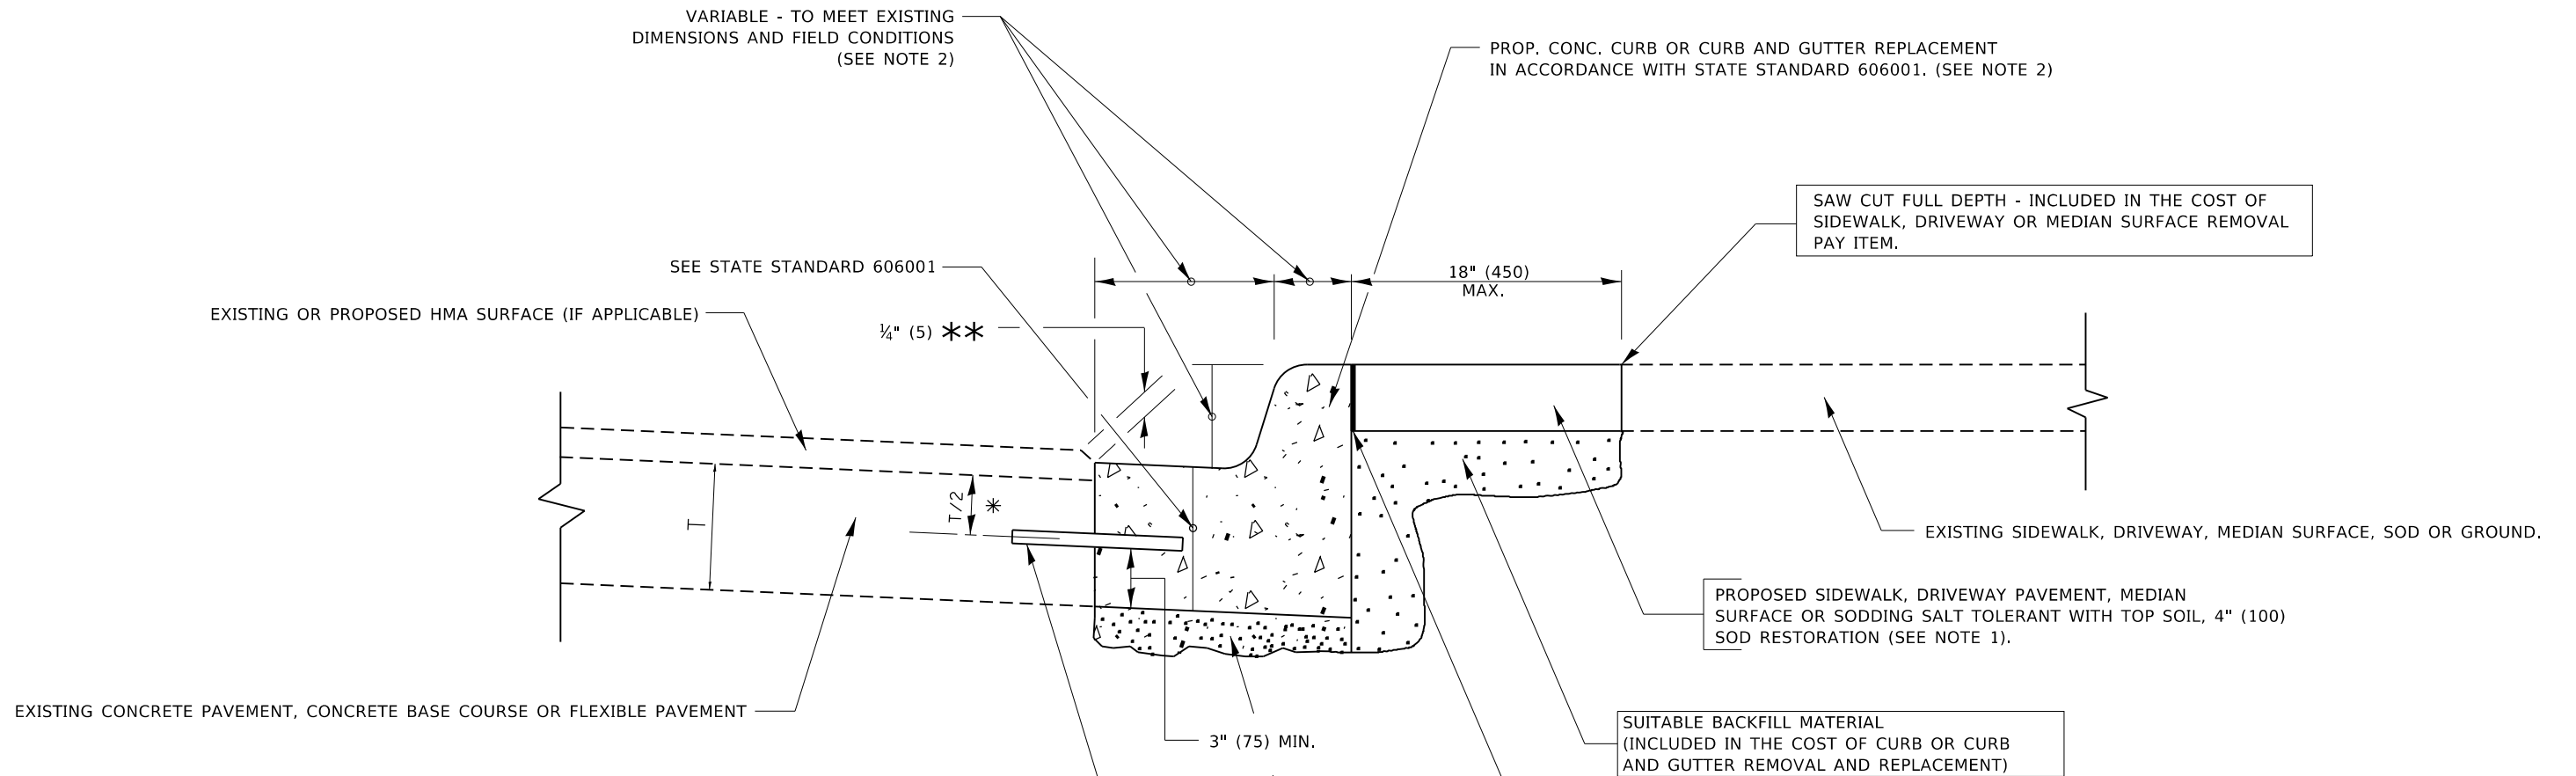 VARIABLE - TO MEET EXISTING
DIMENSIONS AND FIELD CONDITIONS
(SEE NOTE 2)
PROP. CONC. CURB OR CURB AND GUTTER REPLACEMENT
IN ACCORDANCE WITH STATE STANDARD 606001. (SEE NOTE 2)
SAW CUT FULL DEPTH - INCLUDED IN THE COST OF
SIDEWALK, DRIVEWAY OR MEDIAN SURFACE REMOVAL
PAY ITEM.
SEE STATE STANDARD 606001
18" (450)
MAX.
EXISTING OR PROPOSED HMA SURFACE (IF APPLICABLE)
¼" (5) **
T
T/2 *
EXISTING SIDEWALK, DRIVEWAY, MEDIAN SURFACE, SOD OR GROUND.
PROPOSED SIDEWALK, DRIVEWAY PAVEMENT, MEDIAN
SURFACE OR SODDING SALT TOLERANT WITH TOP SOIL, 4" (100)
SOD RESTORATION (SEE NOTE 1).
EXISTING CONCRETE PAVEMENT, CONCRETE BASE COURSE OR FLEXIBLE PAVEMENT
3" (75) MIN.
SUITABLE BACKFILL MATERIAL
(INCLUDED IN THE COST OF CURB OR CURB
AND GUTTER REMOVAL AND REPLACEMENT)